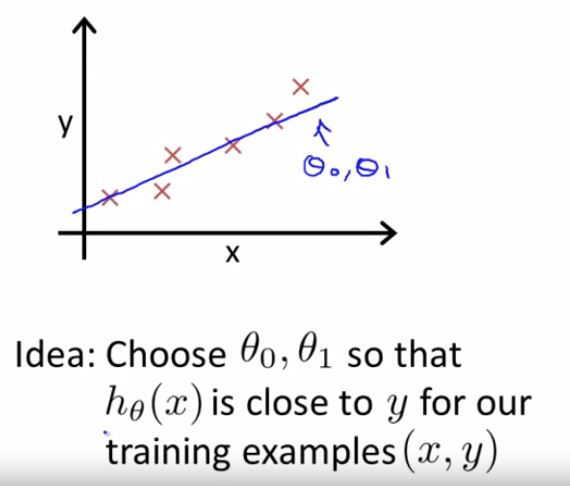 y
θ₀, θ₁
x
Idea: Choose θ₀, θ₁ so that
hθ(x) is close to y for our
training examples (x, y)